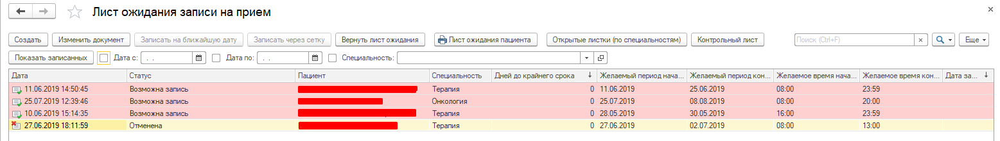 Лист ожидания записи на прием
Создать Изменить документ Записать на ближайшую дату Записать через сетку Вернуть лист ожидания Лист ожидания пациента Открытые листки (по специальностям) Контрольный лист Поиск (Ctrl+F) × Еще
Показать записанных Дата с: . . Дата по: . . Специальность:
Дата Статус Пациент Специальность Дней до крайнего срока ↓ Желаемый период нача... Желаемый период кон... Желаемое время нача... Желаемое время кон... Дата за... ↓
11.06.2019 14:50:45 Возможна запись Терапия 0 11.06.2019 25.06.2019 08:00 23:59
25.07.2019 12:39:46 Возможна запись Онкология 0 25.07.2019 08.08.2019 08:00 20:00
10.06.2019 15:14:35 Возможна запись Терапия 0 28.05.2019 30.05.2019 16:00 23:59
27.06.2019 18:11:59 Отменена Терапия 0 27.06.2019 02.07.2019 08:00 13:00